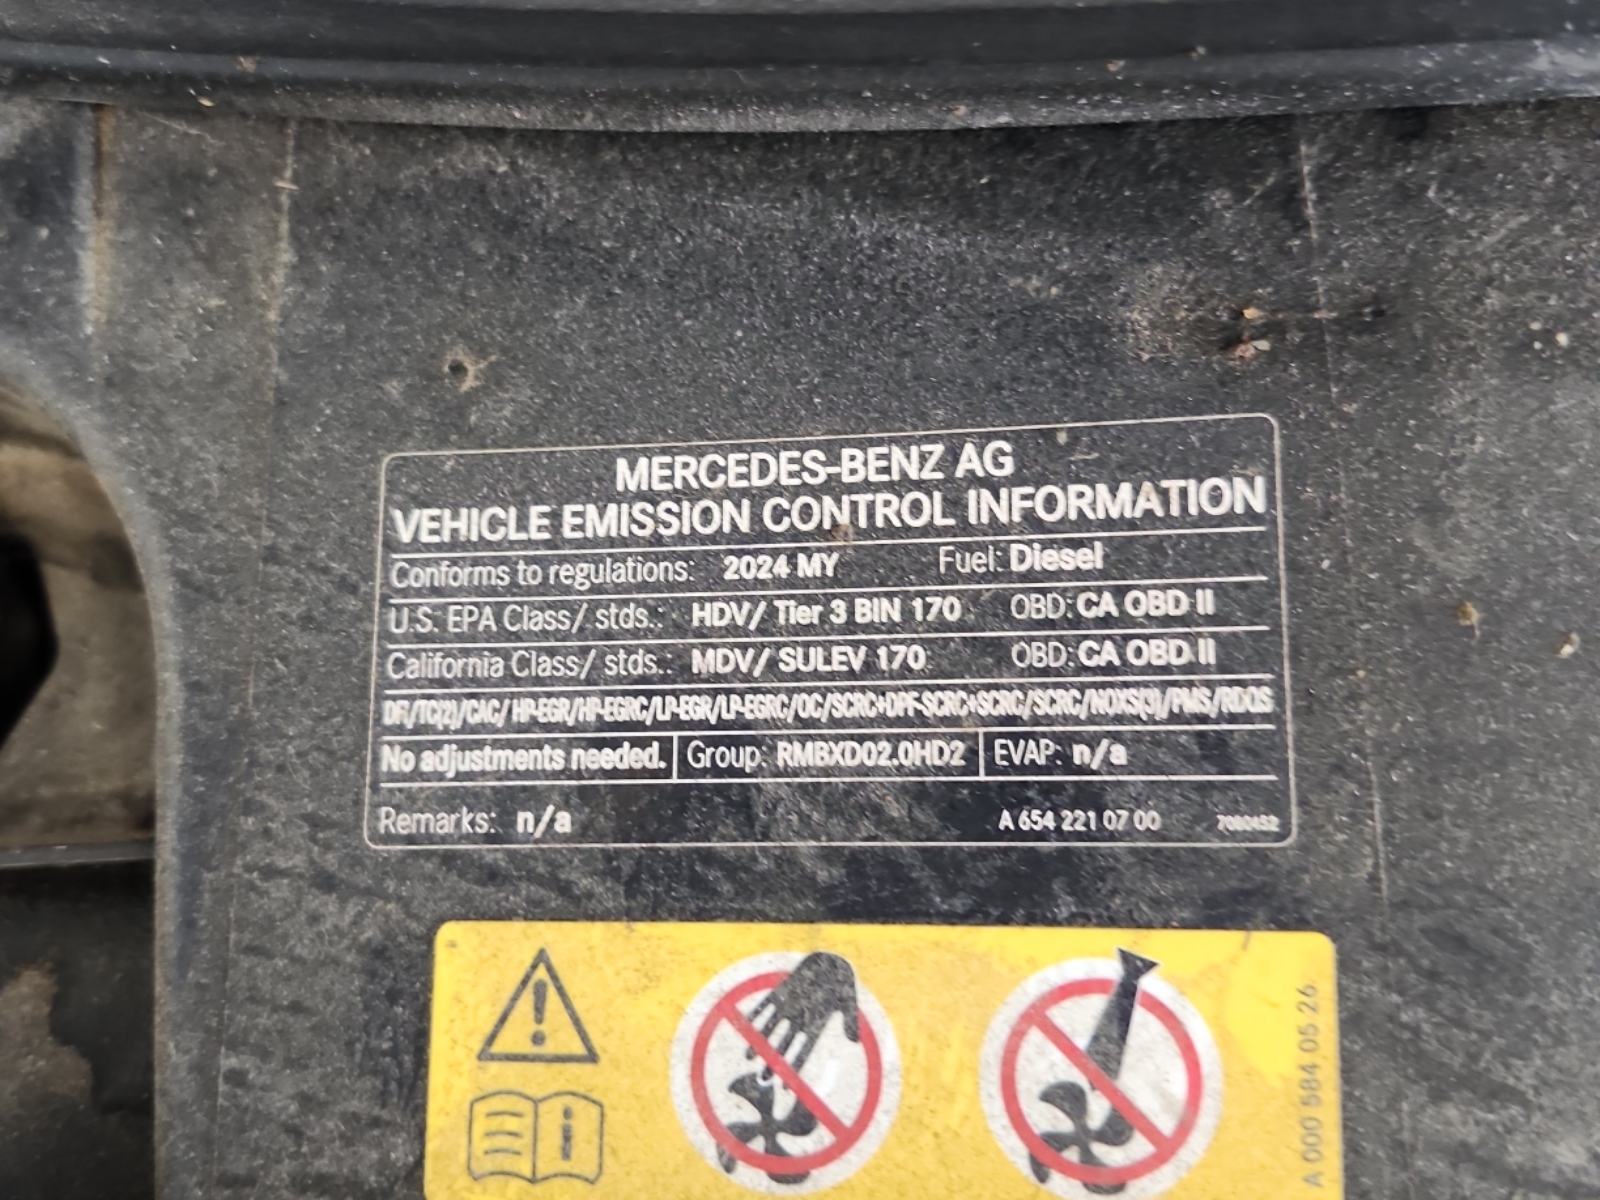 MERCEDES-BENZ AG
VEHICLE EMISSION CONTROL INFORMATION
Conforms to regulations: 2024 MY Fuel: Diesel
U.S. EPA Class/ stds.: HDV/ Tier 3 BIN 170 OBD: CA OBD II
California Class/ stds.: MDV/ SULEV 170 OBD: CA OBD II
DFI/TC(2)/CAC/ HP-EGR/HP-EGRC/LP-EGR/LP-EGRC/OC/SCRC+DPF-SCRC+SCRC/SCRC/NOXS(3)/PMS/RDQS
No adjustments needed. Group: RMBXD02.0HD2 EVAP: n/a
Remarks: n/a A 654 221 07 00
A 000 584 05 26